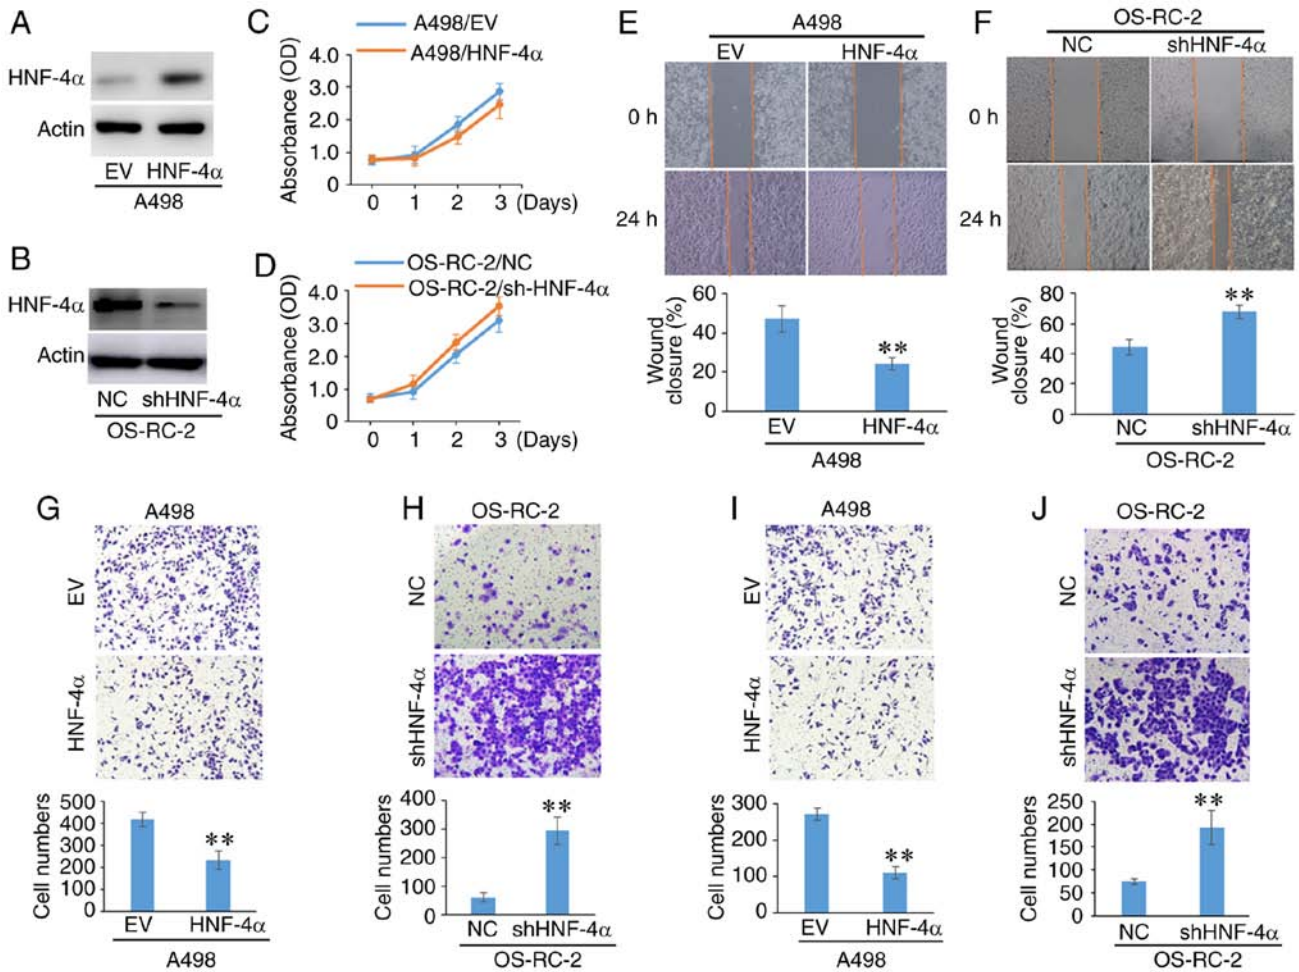 A
HNF-4α
Actin
EV HNF-4α
A498
B
HNF-4α
Actin
NC shHNF-4α
OS-RC-2
C
A498/EV
A498/HNF-4α
Absorbance (OD)
4.0
3.0
2.0
1.0
0
0 1 2 3 (Days)
D
OS-RC-2/NC
OS-RC-2/sh-HNF-4α
Absorbance (OD)
4.0
3.0
2.0
1.0
0
0 1 2 3 (Days)
E
A498
EV HNF-4α
0 h
24 h
Wound
closure (%)
60
40
20
0
**
EV HNF-4α
A498
F
OS-RC-2
NC shHNF-4α
0 h
24 h
Wound
closure (%)
80
60
40
20
0
**
NC shHNF-4α
OS-RC-2
G
A498
EV
HNF-4α
Cell numbers
500
400
300
200
100
0
**
EV HNF-4α
A498
H
OS-RC-2
NC
shHNF-4α
Cell numbers
400
300
200
100
0
**
NC shHNF-4α
OS-RC-2
I
A498
EV
HNF-4α
Cell numbers
300
200
100
0
**
EV HNF-4α
A498
J
OS-RC-2
NC
shHNF-4α
Cell numbers
250
200
150
100
50
0
**
NC shHNF-4α
OS-RC-2